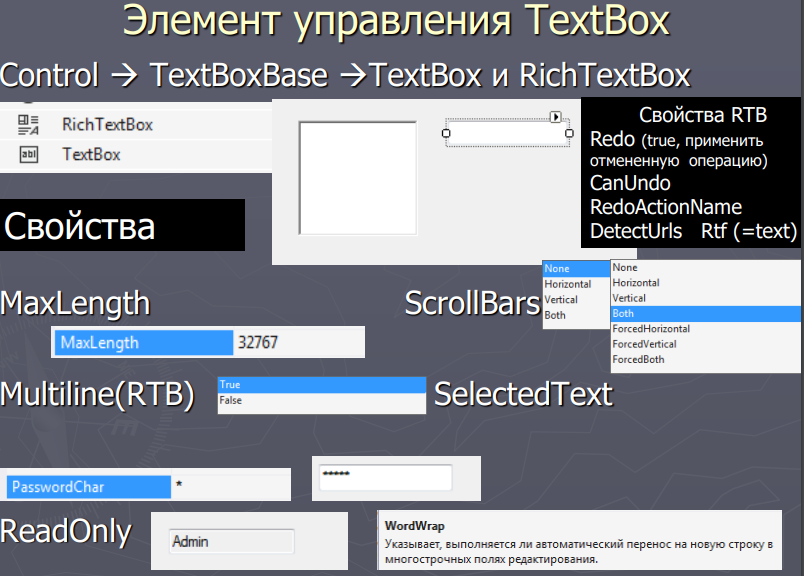 Элемент управления TextBox
Control → TextBoxBase →TextBox и RichTextBox
RichTextBox
abl TextBox
Свойства RTB
Redo (true, применить
отмененную операцию)
CanUndo
RedoActionName
DetectUrls Rtf (=text)
Свойства
MaxLength
MaxLength 32767
ScrollBars
None
Horizontal
Vertical
Both
None
Horizontal
Vertical
Both
ForcedHorizontal
ForcedVertical
ForcedBoth
Multiline(RTB)
True
False
SelectedText
PasswordChar *
*****
ReadOnly
Admin
WordWrap
Указывает, выполняется ли автоматический перенос на новую строку в
многострочных полях редактирования.